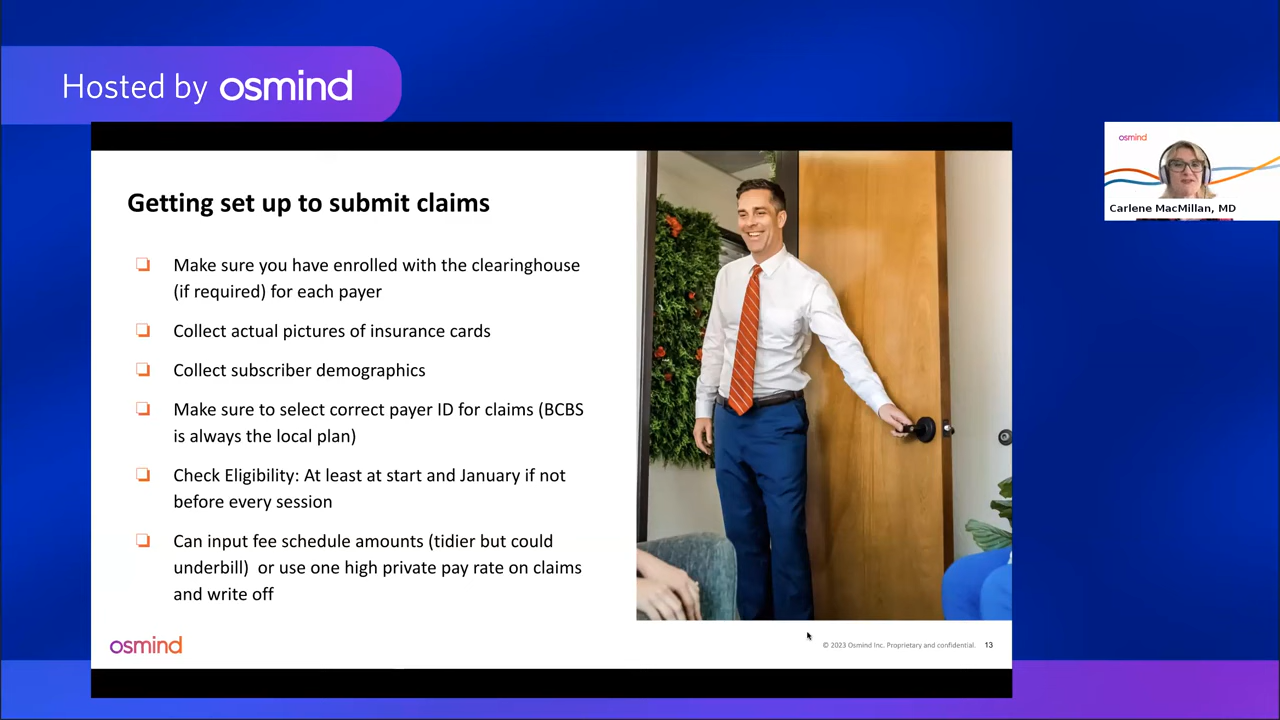 Hosted by osmind
osmind
Carlene MacMillan, MD
Getting set up to submit claims
❑ Make sure you have enrolled with the clearinghouse
(if required) for each payer
❑ Collect actual pictures of insurance cards
❑ Collect subscriber demographics
❑ Make sure to select correct payer ID for claims (BCBS
is always the local plan)
❑ Check Eligibility: At least at start and January if not
before every session
❑ Can input fee schedule amounts (tidier but could
underbill)  or use one high private pay rate on claims
and write off
osmind
© 2023 Osmind Inc. Proprietary and confidential. 13